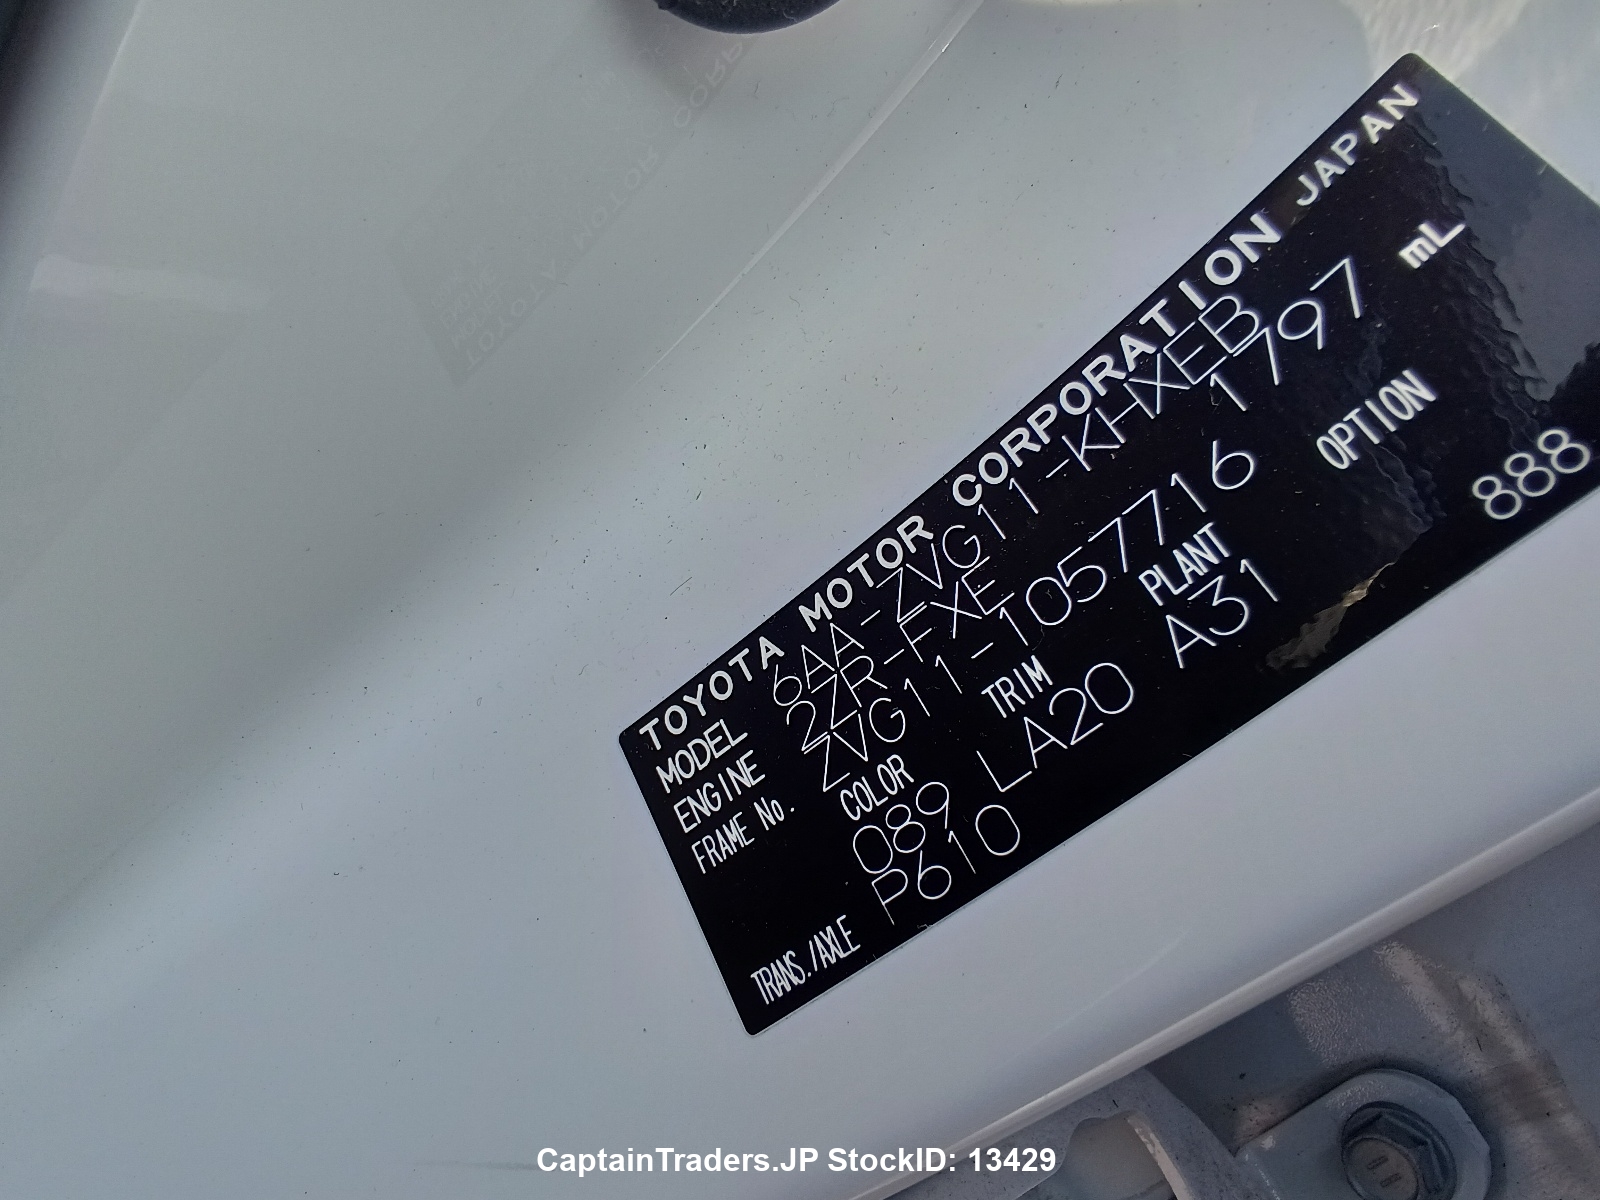 TOYOTA MOTOR CORPORATION JAPAN
MODEL 6AA-ZVG11-KHXEB
ENGINE 2ZR-FXE 1797 mL
FRAME No. ZVG11-1057716
COLOR TRIM PLANT OPTION
089 LA20 A31 888
TRANS./AXLE P610
CaptainTraders.JP StockID: 13429